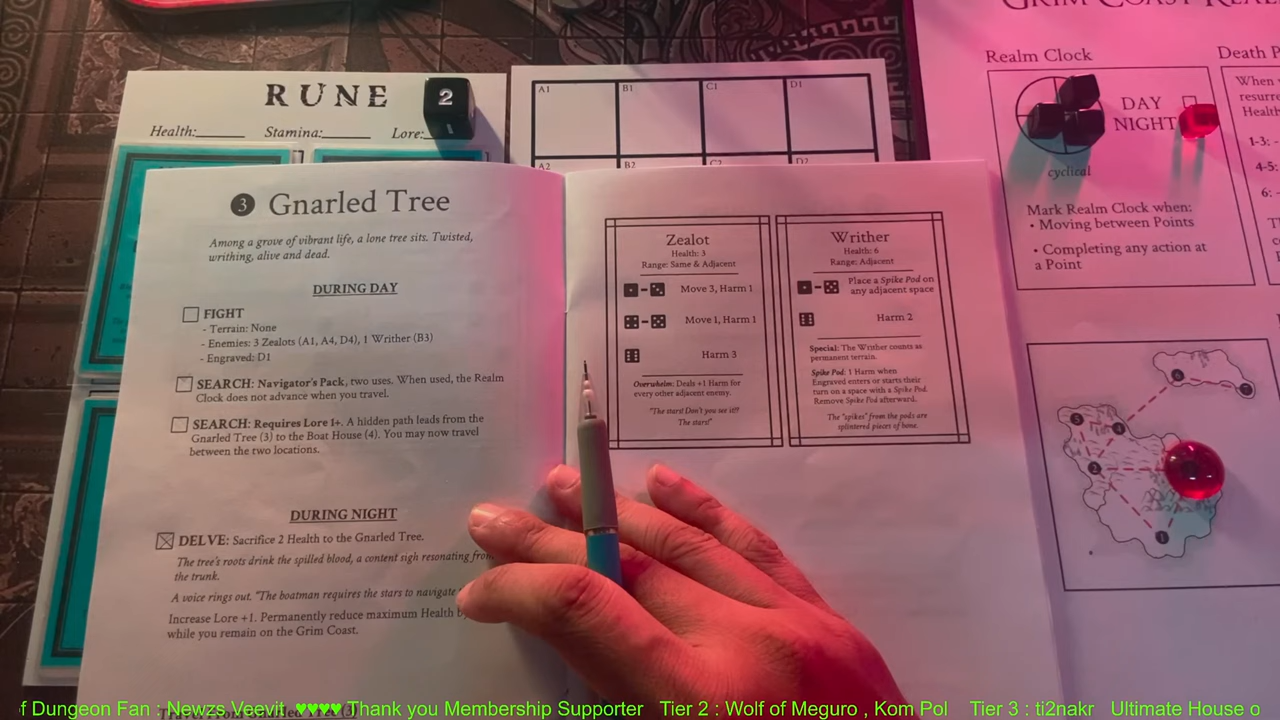 RUNE
2
Health:
Stamina:
Lore:
A1
B1
C1
D1
A2
B2
C2
D2
GRIM COAST
Realm Clock
DAY
NIGHT
cyclical
Mark Realm Clock when:
• Moving between Points
• Completing any action at
a Point
Death
When
resurre
Health
1-3: -
4-5:
6:
3 Gnarled Tree
Among a grove of vibrant life, a lone tree sits. Twisted,
writhing, alive and dead.
DURING DAY
FIGHT
- Terrain: None
- Enemies: 3 Zealots (A1, A4, D4), 1 Writher (B3)
- Engraved: D1
SEARCH: Navigator's Pack, two uses. When used, the Realm
Clock does not advance when you travel.
SEARCH: Requires Lore 1+. A hidden path leads from the
Gnarled Tree (3) to the Boat House (4). You may now travel
between the two locations.
DURING NIGHT
DELVE: Sacrifice 2 Health to the Gnarled Tree.
The tree's roots drink the spilled blood, a content sigh resonating from
the trunk.
A voice rings out. "The boatman requires the stars to navigate
Increase Lore +1. Permanently reduce maximum Health
while you remain on the Grim Coast.
Zealot
Health: 3
Range: Same & Adjacent
Move 3, Harm 1
Move 1, Harm 1
Harm 3
Overwhelm: Deals +1 Harm for
every other adjacent enemy.
"The stars! Don't you see it!?
The stars!"
Writher
Health: 6
Range: Adjacent
Place a Spike Pod on
any adjacent space
Harm 2
Special: The Writher counts as
permanent terrain.
Spike Pod: 1 Harm when
Engraved enters or starts their
turn on a space with a Spike Pod.
Remove Spike Pod afterward.
The "spikes" from the pods are
splintered pieces of bone.
5
4
2
1
f Dungeon Fan : Newzs Veevit ♥♥♥♥ Thank you Membership Supporter Tier 2 : Wolf of Meguro , Kom Pol Tier 3 : ti2nakr Ultimate House o